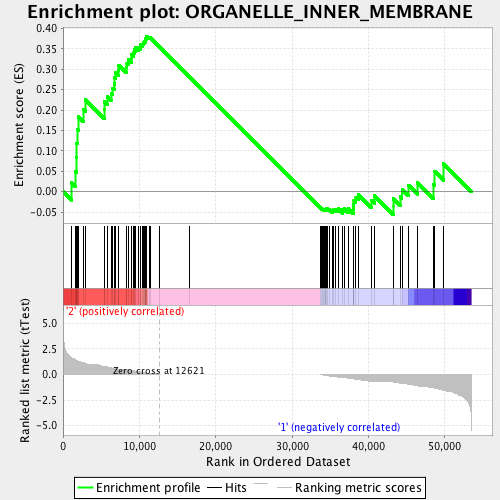 Enrichment plot: ORGANELLE_INNER_MEMBRANE
Enrichment score (ES)
0.40
0.35
0.30
0.25
0.20
0.15
0.10
0.05
0.00
-0.05
Ranked list metric (tTest)
'2' (positively correlated)
5.0
2.5
0.0
-2.5
-5.0
Zero cross at 12621
'1' (negatively correlated)
0
10,000
20,000
30,000
40,000
50,000
Rank in Ordered Dataset
Enrichment profile
Hits
Ranking metric scores